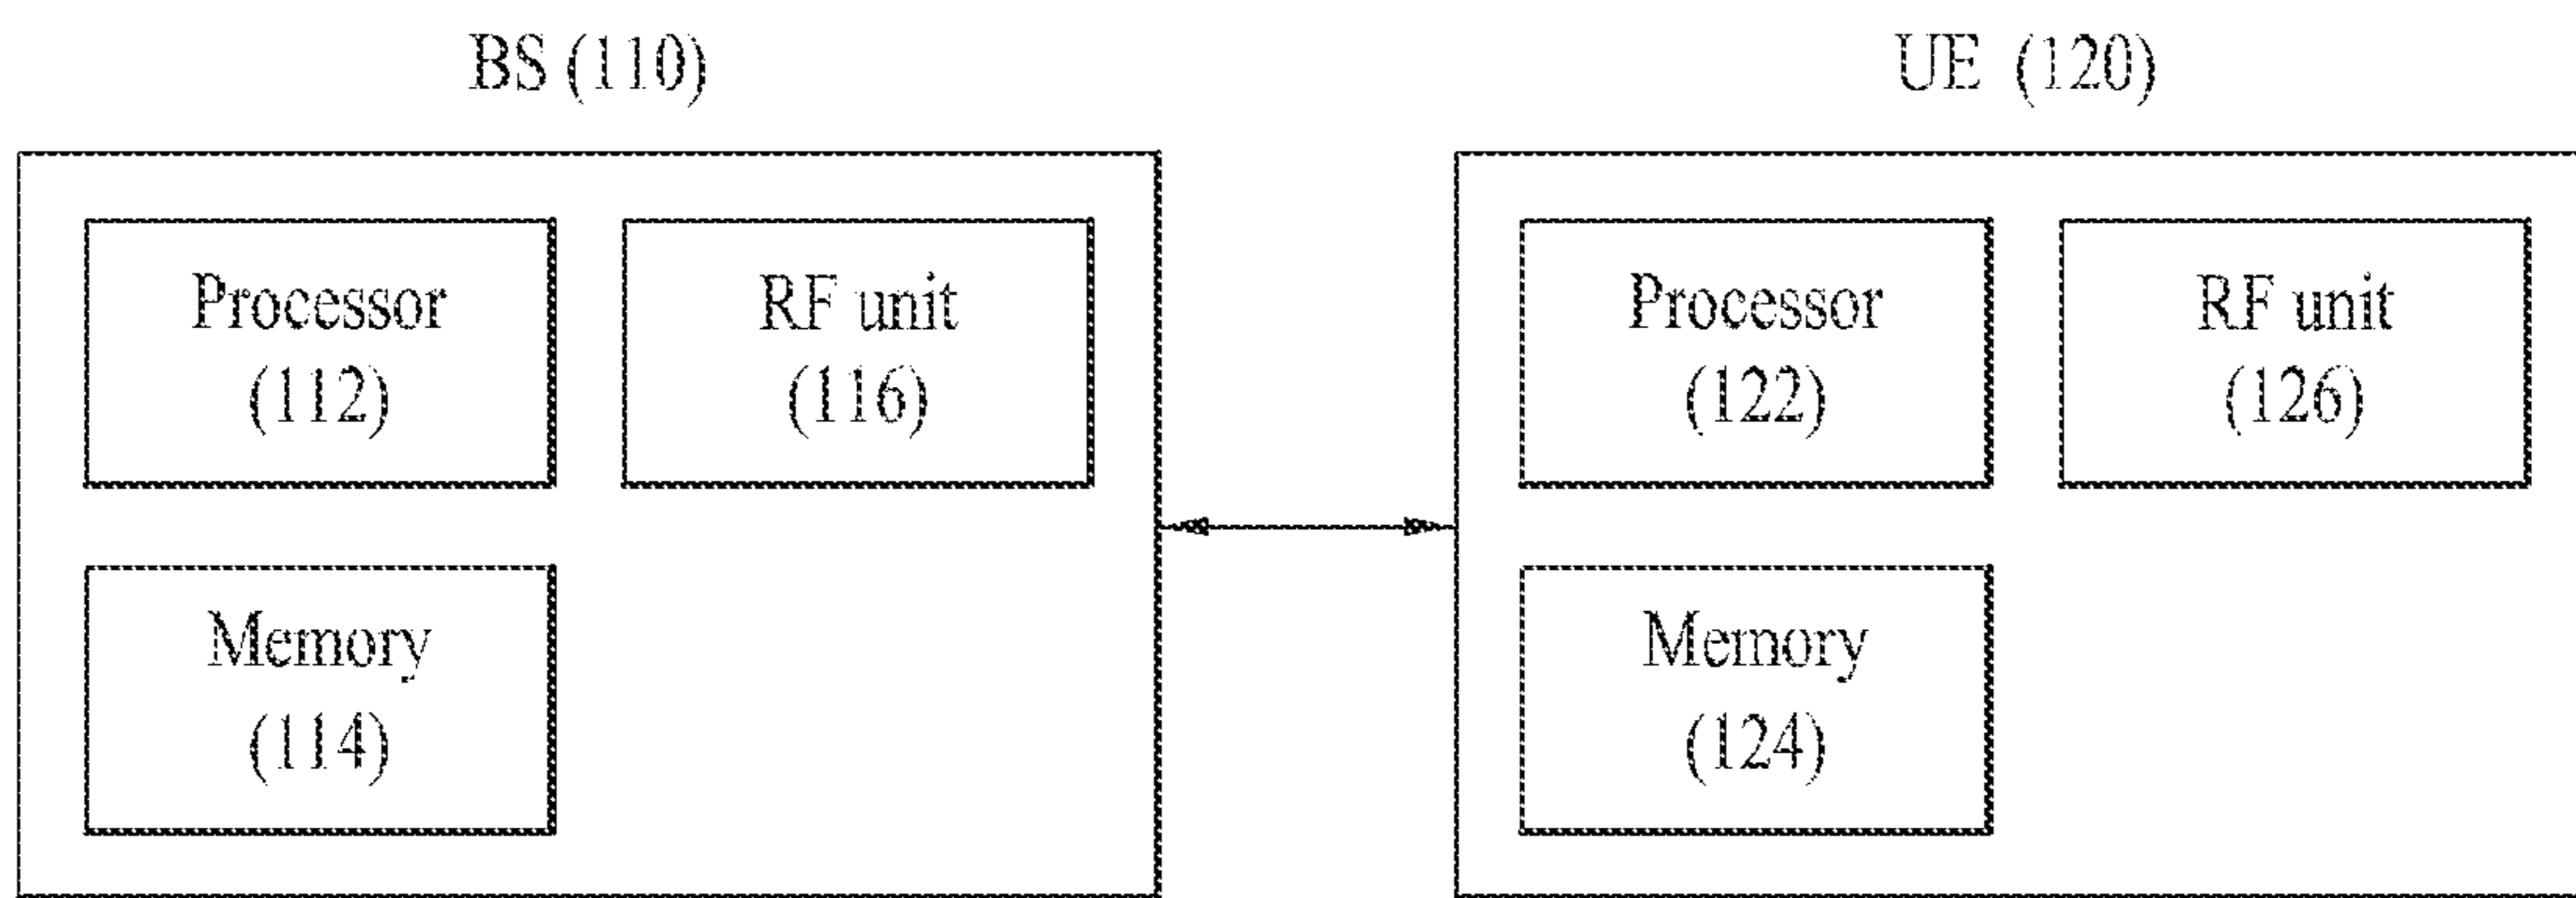 BS (110)
UE (120)
Processor
(112)
RF unit
(116)
Memory
(114)
Processor
(122)
RF unit
(126)
Memory
(124)